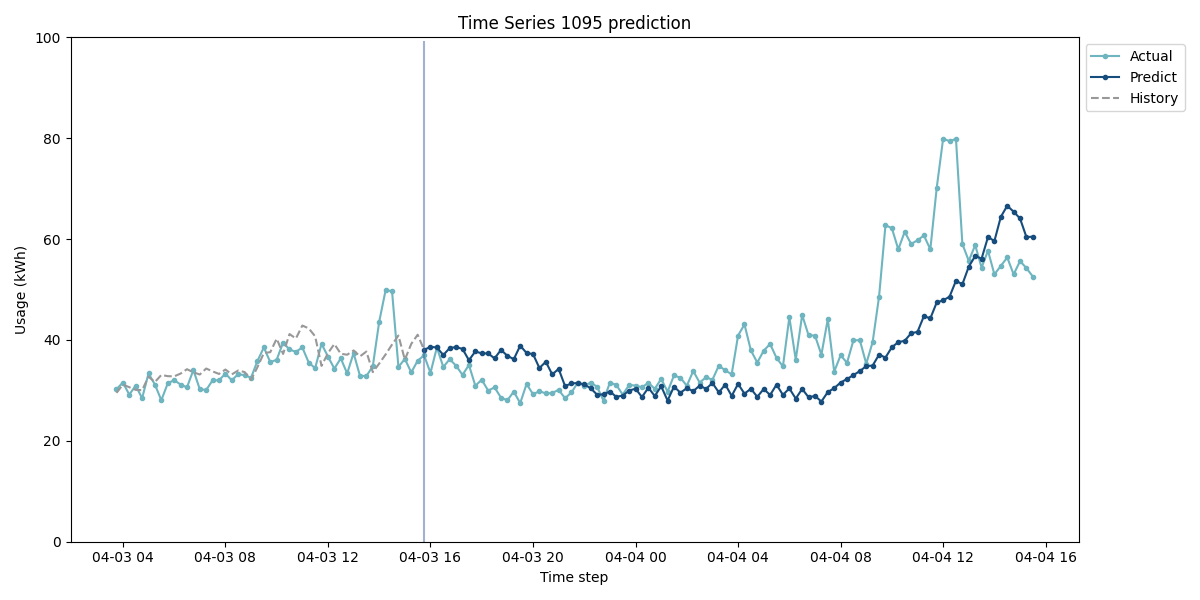 Time Series 1095 prediction
100
80
60
40
20
0
Usage (kWh)
04-03 04
04-03 08
04-03 12
04-03 16
04-03 20
04-04 00
04-04 04
04-04 08
04-04 12
04-04 16
Time step
Actual
Predict
History